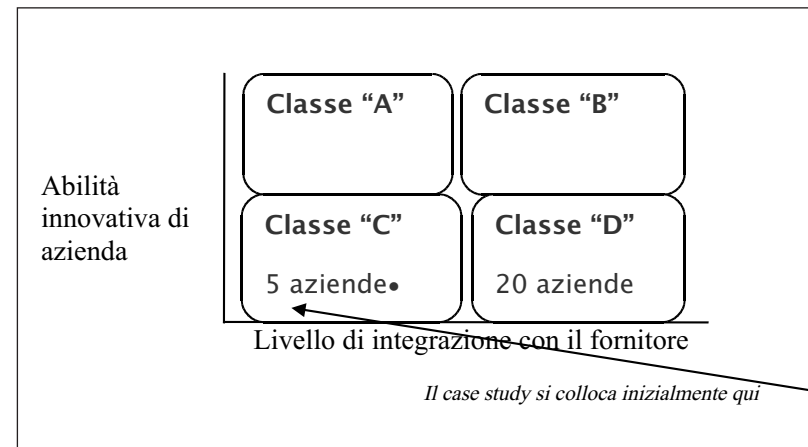 Classe “A”
Classe “B”
Abilità
innovativa di
azienda
Classe “C”
5 aziende•
Classe “D”
20 aziende
Livello di integrazione con il fornitore
Il case study si colloca inizialmente qui